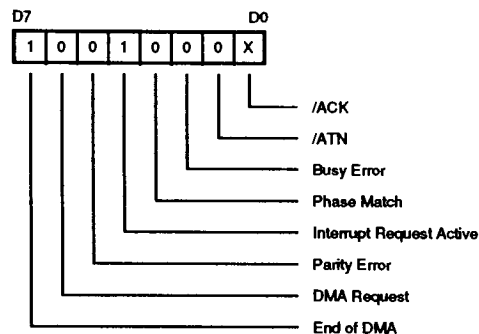 D7 D0
1 0 0 1 0 0 0 X
/ACK
/ATN
Busy Error
Phase Match
Interrupt Request Active
Parity Error
DMA Request
End of DMA